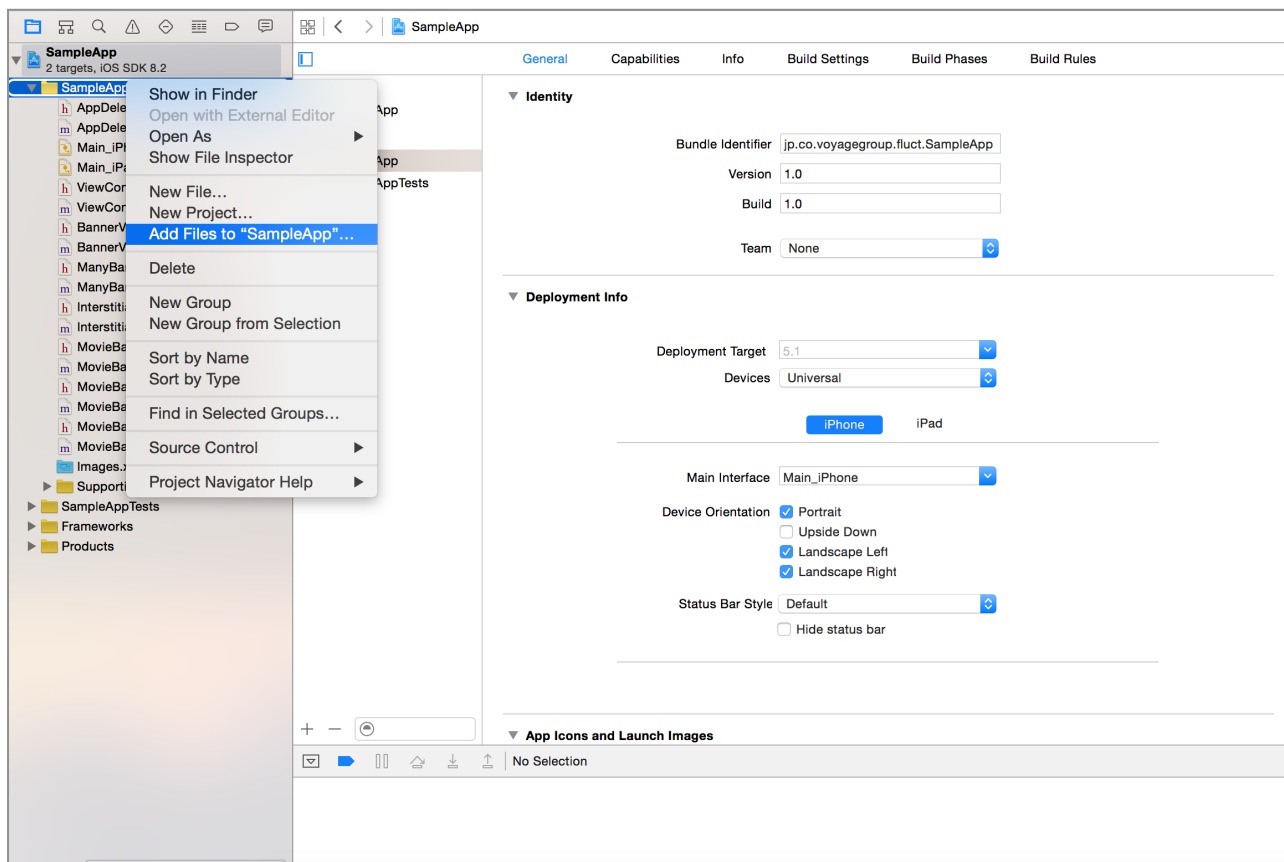 SampleApp
SampleApp
2 targets, iOS SDK 8.2
General Capabilities Info Build Settings Build Phases Build Rules
SampleApp
AppDele
AppDele
Main_iPh
Main_iPa
ViewCon
ViewCon
BannerV
BannerV
ManyBa
ManyBa
Interstiti
Interstiti
MovieBa
MovieBa
MovieBa
MovieBa
MovieBa
MovieBa
Images.x
Supporti
SampleAppTests
Frameworks
Products
Show in Finder
Open with External Editor
Open As
Show File Inspector
New File...
New Project...
Add Files to “SampleApp”...
Delete
New Group
New Group from Selection
Sort by Name
Sort by Type
Find in Selected Groups...
Source Control
Project Navigator Help
App
App
AppTests
Identity
Bundle Identifier jp.co.voyagegroup.fluct.SampleApp
Version 1.0
Build 1.0
Team None
Deployment Info
Deployment Target 5.1
Devices Universal
iPhone iPad
Main Interface Main_iPhone
Device Orientation Portrait
Upside Down
Landscape Left
Landscape Right
Status Bar Style Default
Hide status bar
App Icons and Launch Images
No Selection